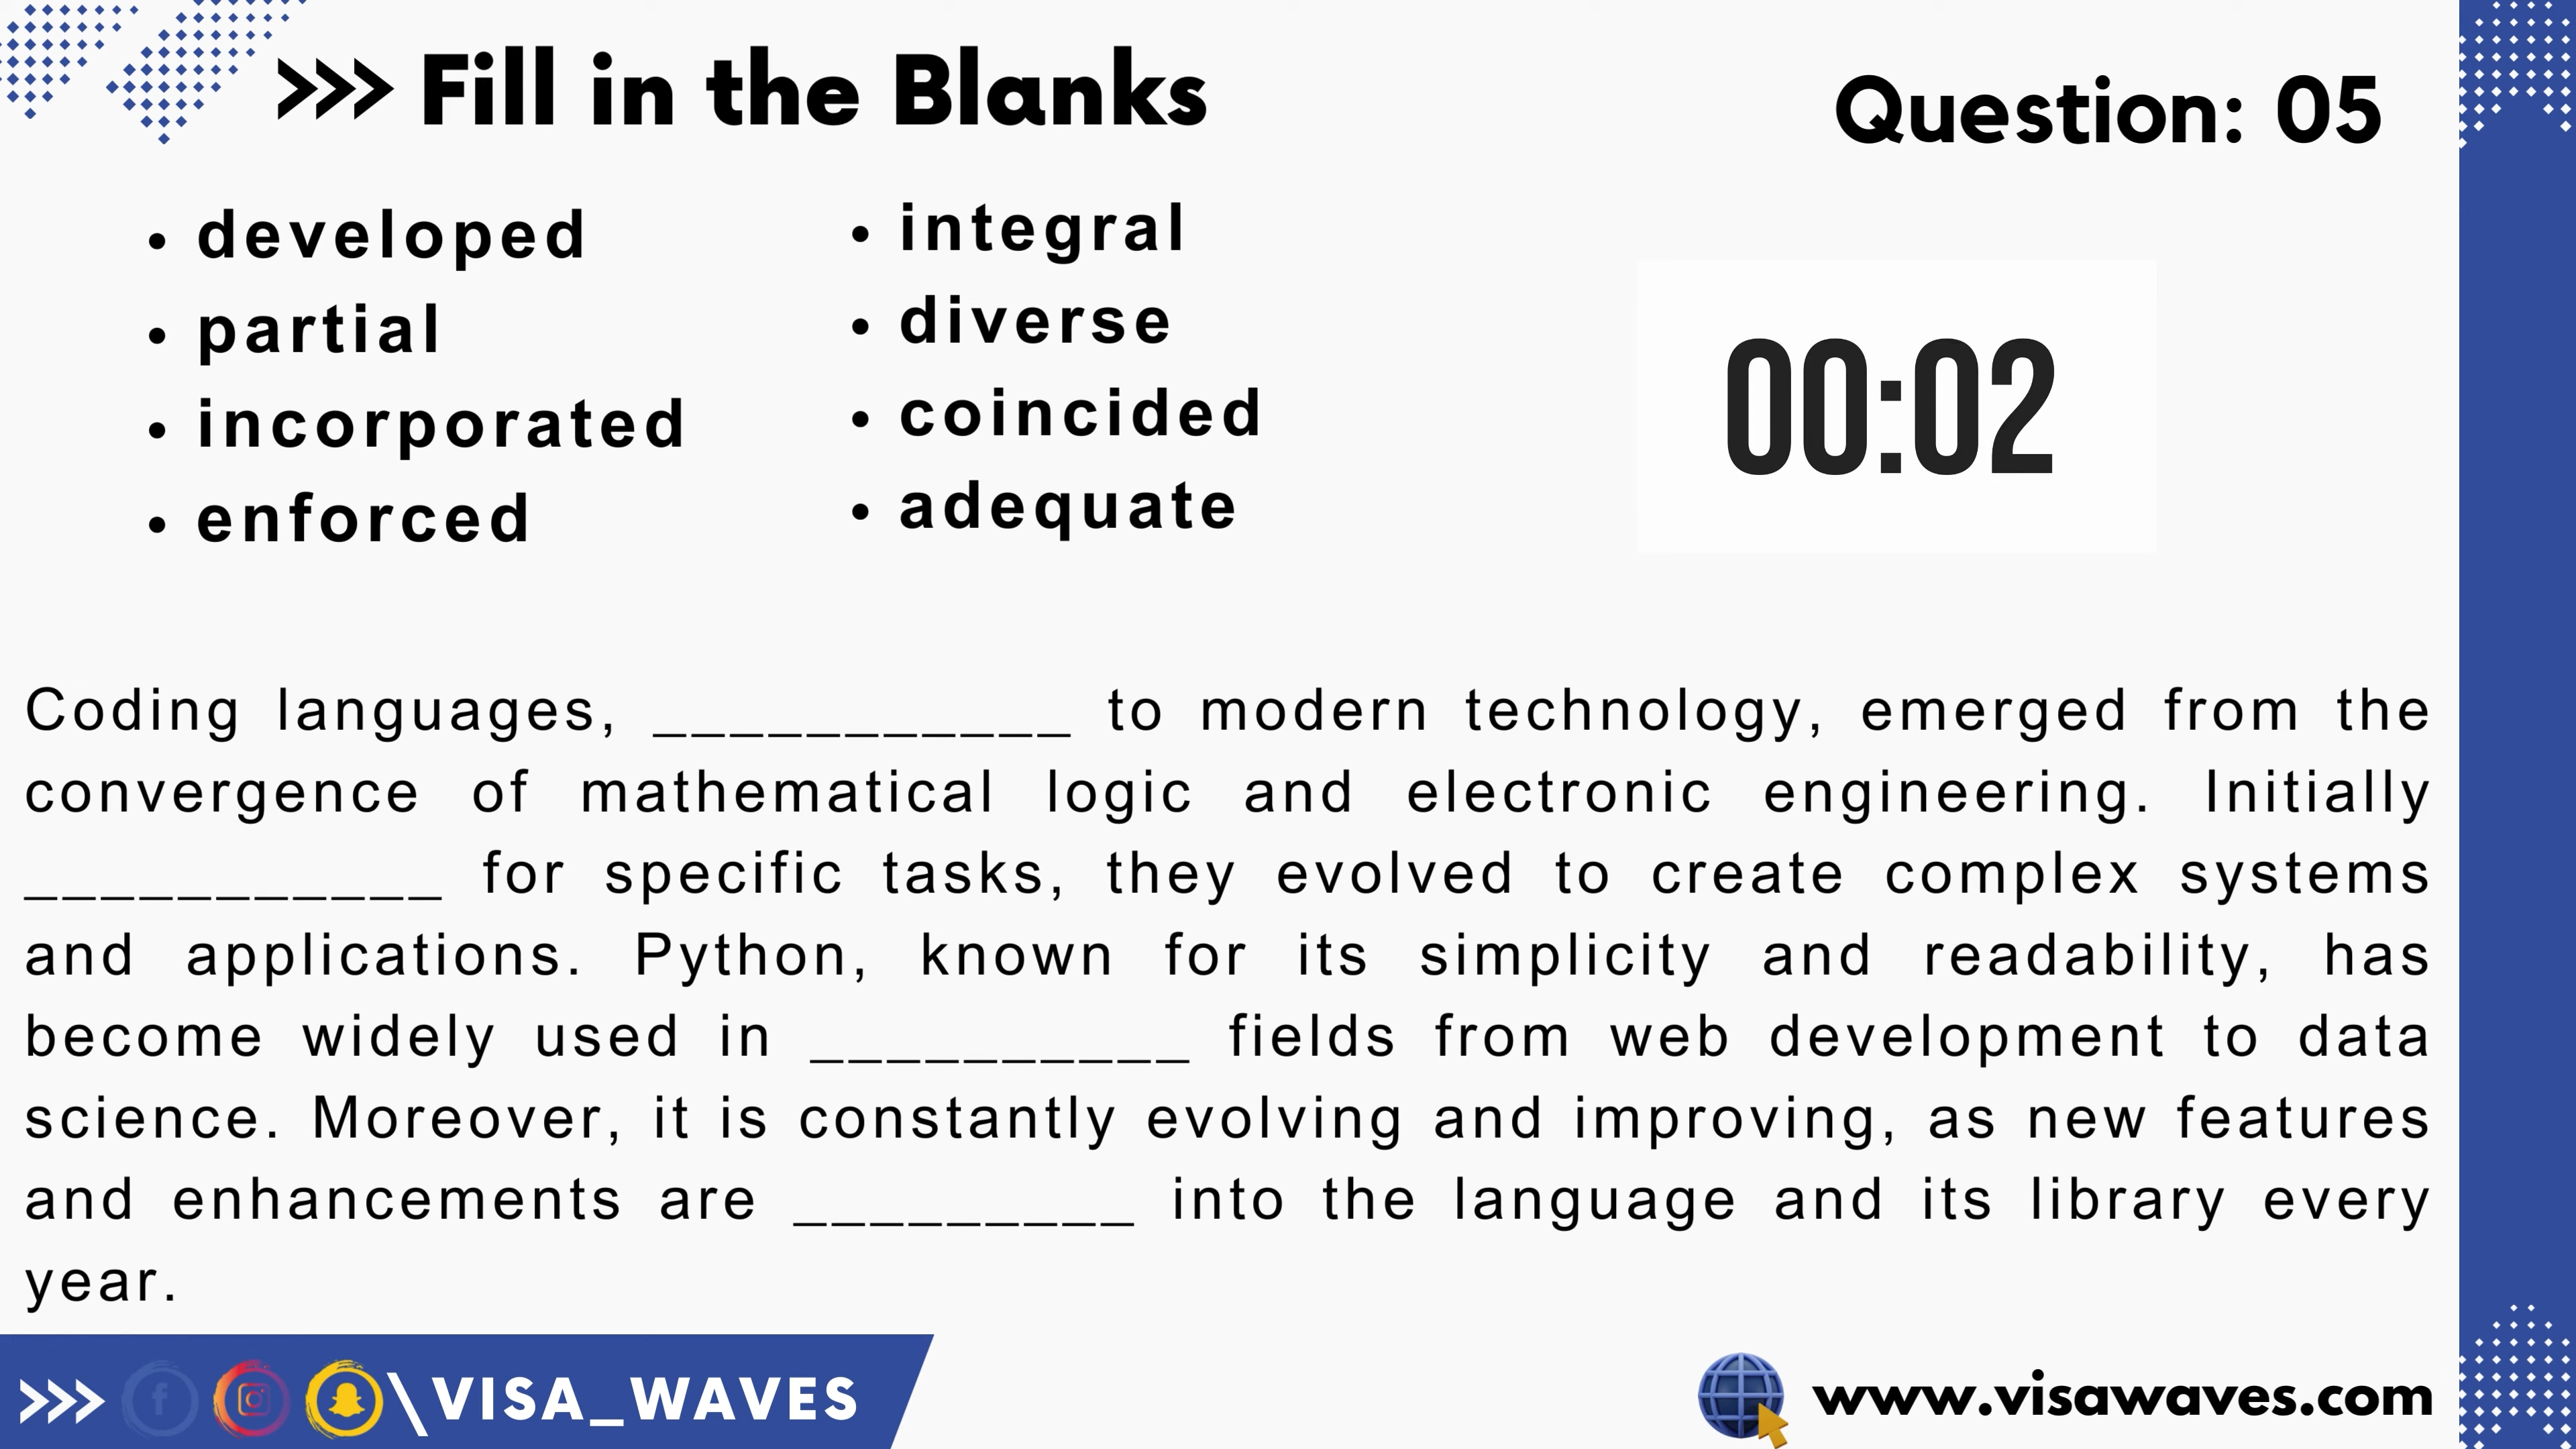 >>> Fill in the Blanks
Question: 05
• developed
• partial
• incorporated
• enforced
• integral
• diverse
• coincided
• adequate
00:02
Coding languages, ___________ to modern technology, emerged from the
convergence of mathematical logic and electronic engineering. Initially
___________ for specific tasks, they evolved to create complex systems
and applications. Python, known for its simplicity and readability, has
become widely used in __________ fields from web development to data
science. Moreover, it is constantly evolving and improving, as new features
and enhancements are _________ into the language and its library every
year.
>>> f \VISA_WAVES
www.visawaves.com